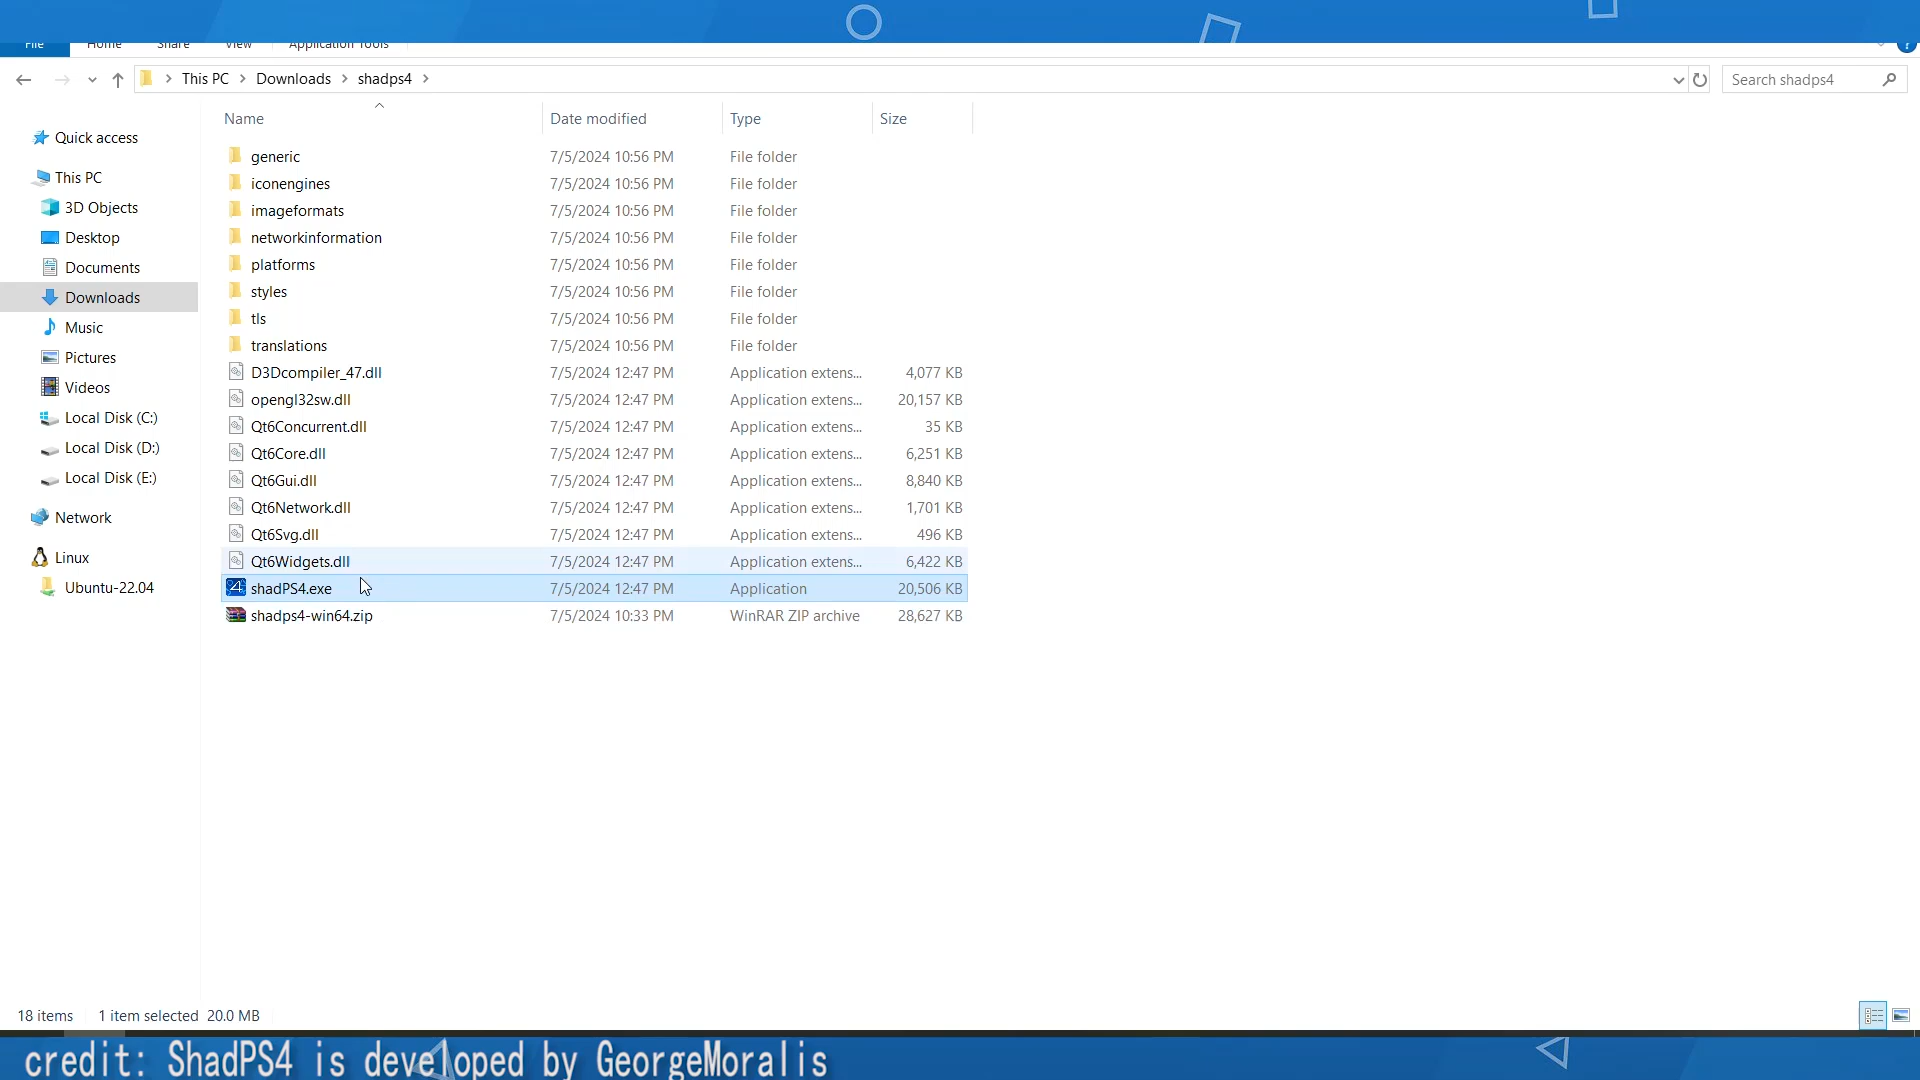 File Home Share View Application Tools
This PC > Downloads > shadps4 >
Search shadps4
Name Date modified Type Size
Quick access
This PC
3D Objects
Desktop
Documents
Downloads
Music
Pictures
Videos
Local Disk (C:)
Local Disk (D:)
Local Disk (E:)
Network
Linux
Ubuntu-22.04
generic 7/5/2024 10:56 PM File folder
iconengines 7/5/2024 10:56 PM File folder
imageformats 7/5/2024 10:56 PM File folder
networkinformation 7/5/2024 10:56 PM File folder
platforms 7/5/2024 10:56 PM File folder
styles 7/5/2024 10:56 PM File folder
tls 7/5/2024 10:56 PM File folder
translations 7/5/2024 10:56 PM File folder
D3Dcompiler_47.dll 7/5/2024 12:47 PM Application extens... 4,077 KB
opengl32sw.dll 7/5/2024 12:47 PM Application extens... 20,157 KB
Qt6Concurrent.dll 7/5/2024 12:47 PM Application extens... 35 KB
Qt6Core.dll 7/5/2024 12:47 PM Application extens... 6,251 KB
Qt6Gui.dll 7/5/2024 12:47 PM Application extens... 8,840 KB
Qt6Network.dll 7/5/2024 12:47 PM Application extens... 1,701 KB
Qt6Svg.dll 7/5/2024 12:47 PM Application extens... 496 KB
Qt6Widgets.dll 7/5/2024 12:47 PM Application extens... 6,422 KB
shadPS4.exe 7/5/2024 12:47 PM Application 20,506 KB
shadps4-win64.zip 7/5/2024 10:33 PM WinRAR ZIP archive 28,627 KB
18 items 1 item selected 20.0 MB
credit: ShadPS4 is developed by GeorgeMoralis